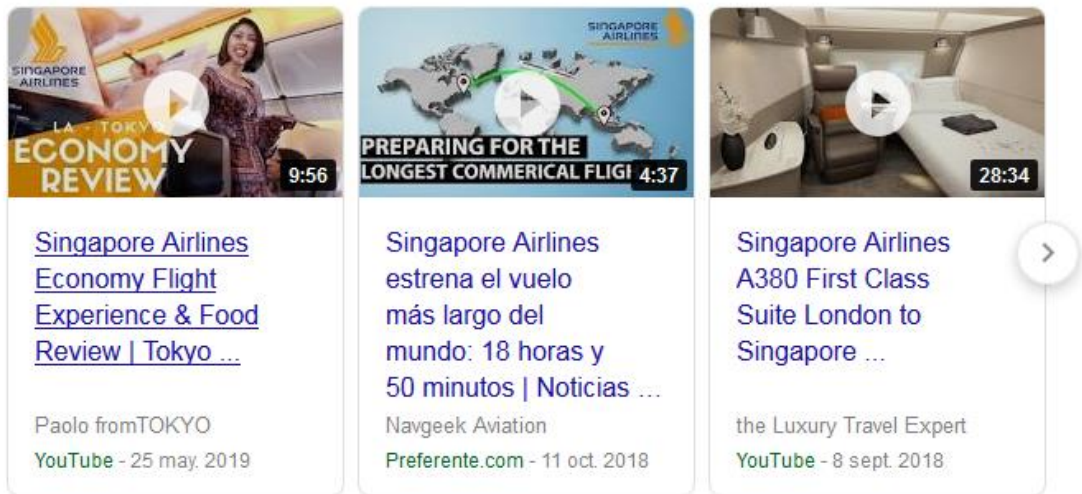 SINGAPORE
AIRLINES
LA - TOKYO
ECONOMY
REVIEW
9:56
Singapore Airlines
Economy Flight
Experience & Food
Review | Tokyo ...
Paolo fromTOKYO
YouTube - 25 may. 2019
SINGAPORE
AIRLINES
PREPARING FOR THE
LONGEST COMMERICAL FLIG
4:37
Singapore Airlines
estrena el vuelo
más largo del
mundo: 18 horas y
50 minutos | Noticias ...
Navgeek Aviation
Preferente.com - 11 oct. 2018
28:34
Singapore Airlines
A380 First Class
Suite London to
Singapore ...
the Luxury Travel Expert
YouTube - 8 sept. 2018